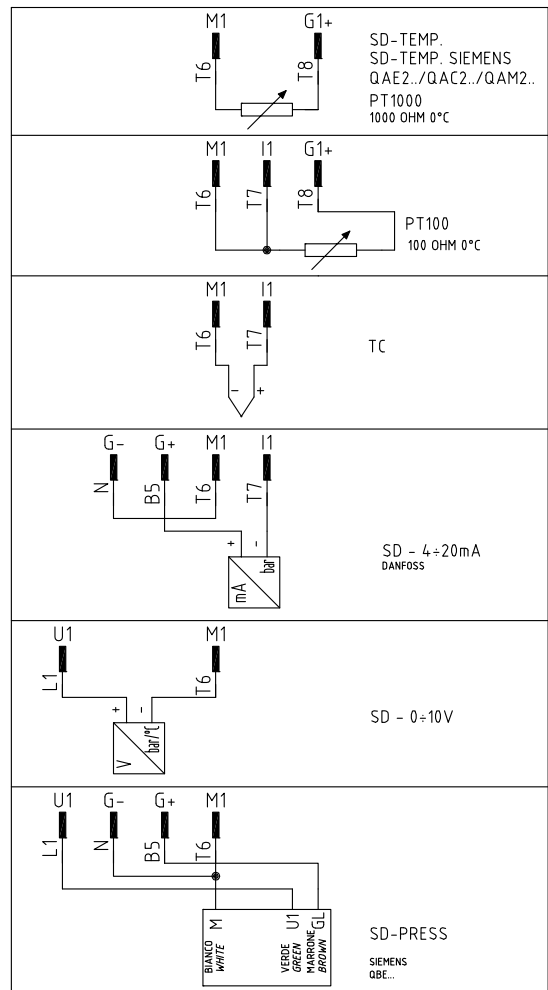 M1 G1+
T6 T8
SD-TEMP.
SD-TEMP. SIEMENS
QAE2../QAC2../QAM2..
PT1000
1000 OHM 0°C
M1 I1 G1+
T6 T7 T8
PT100
100 OHM 0°C
M1 I1
T6 T7
- +
TC
G- G+ M1 I1
N B5 T6 T7
+ -
mA bar
SD - 4÷20mA
DANFOSS
U1 M1
L1 T6
+ -
V bar/°C
SD - 0÷10V
U1 G- G+ M1
L1 N B5 T6
M U1 GL
BIANCO
WHITE
VERDE
GREEN
MARRONE
BROWN
SD-PRESS
SIEMENS
QBE...